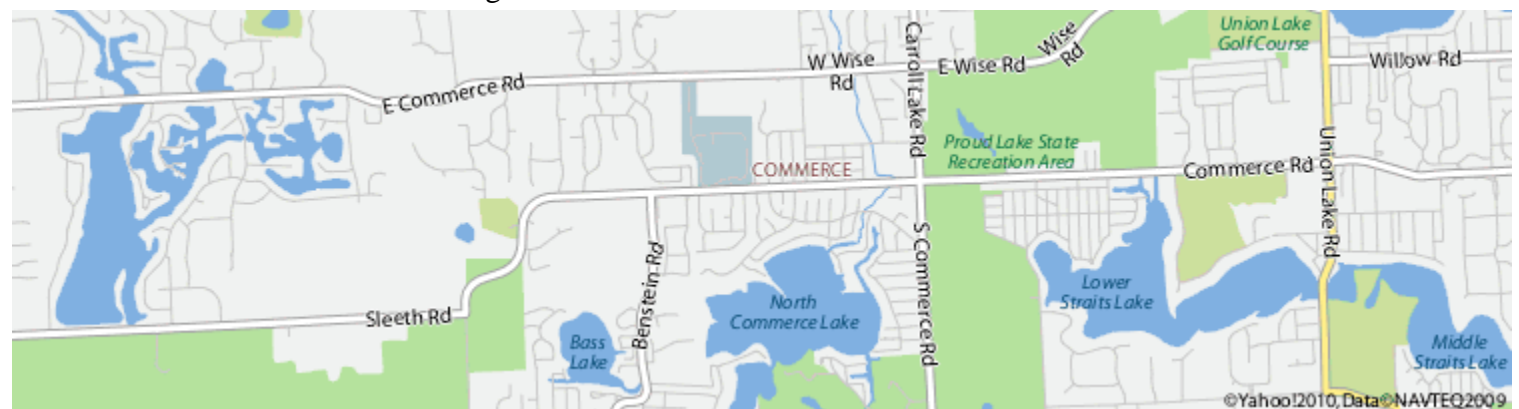 Union Lake
Golf Course
Wise
Rd
Carroll Lake Rd
W Wise
Rd
E Wise Rd
Willow Rd
E Commerce Rd
Proud Lake State
Recreation Area
Union Lake Rd
COMMERCE
Commerce Rd
S Commerce Rd
Benstein Rd
Lower
Straits Lake
North
Commerce Lake
Sleeth Rd
Bass
Lake
Middle
Straits Lake
©Yahoo!2010, Data©NAVTEQ2009